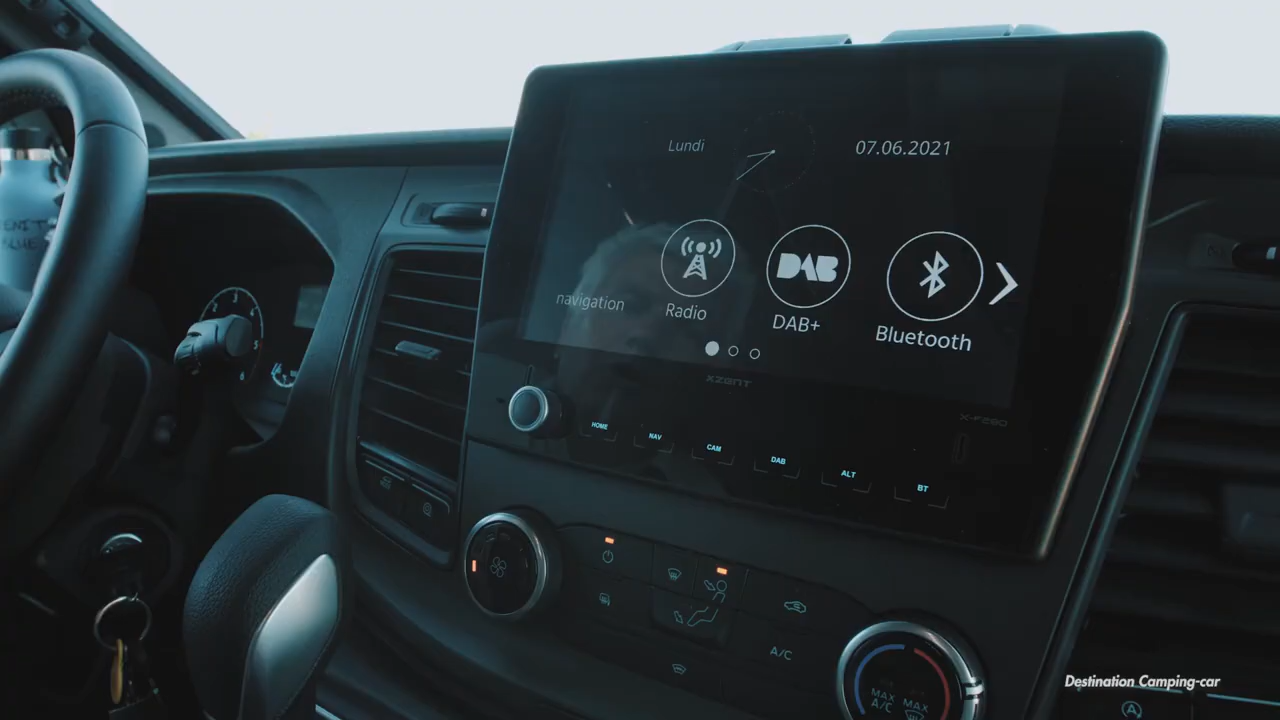 Lundi
07.06.2021
navigation
Radio
DAB
DAB+
Bluetooth
XZENT
X-F280
HOME
NAV
CAM
DAB
ALT
BT
A/C
MAX
A/C
MAX
Destination Camping-car